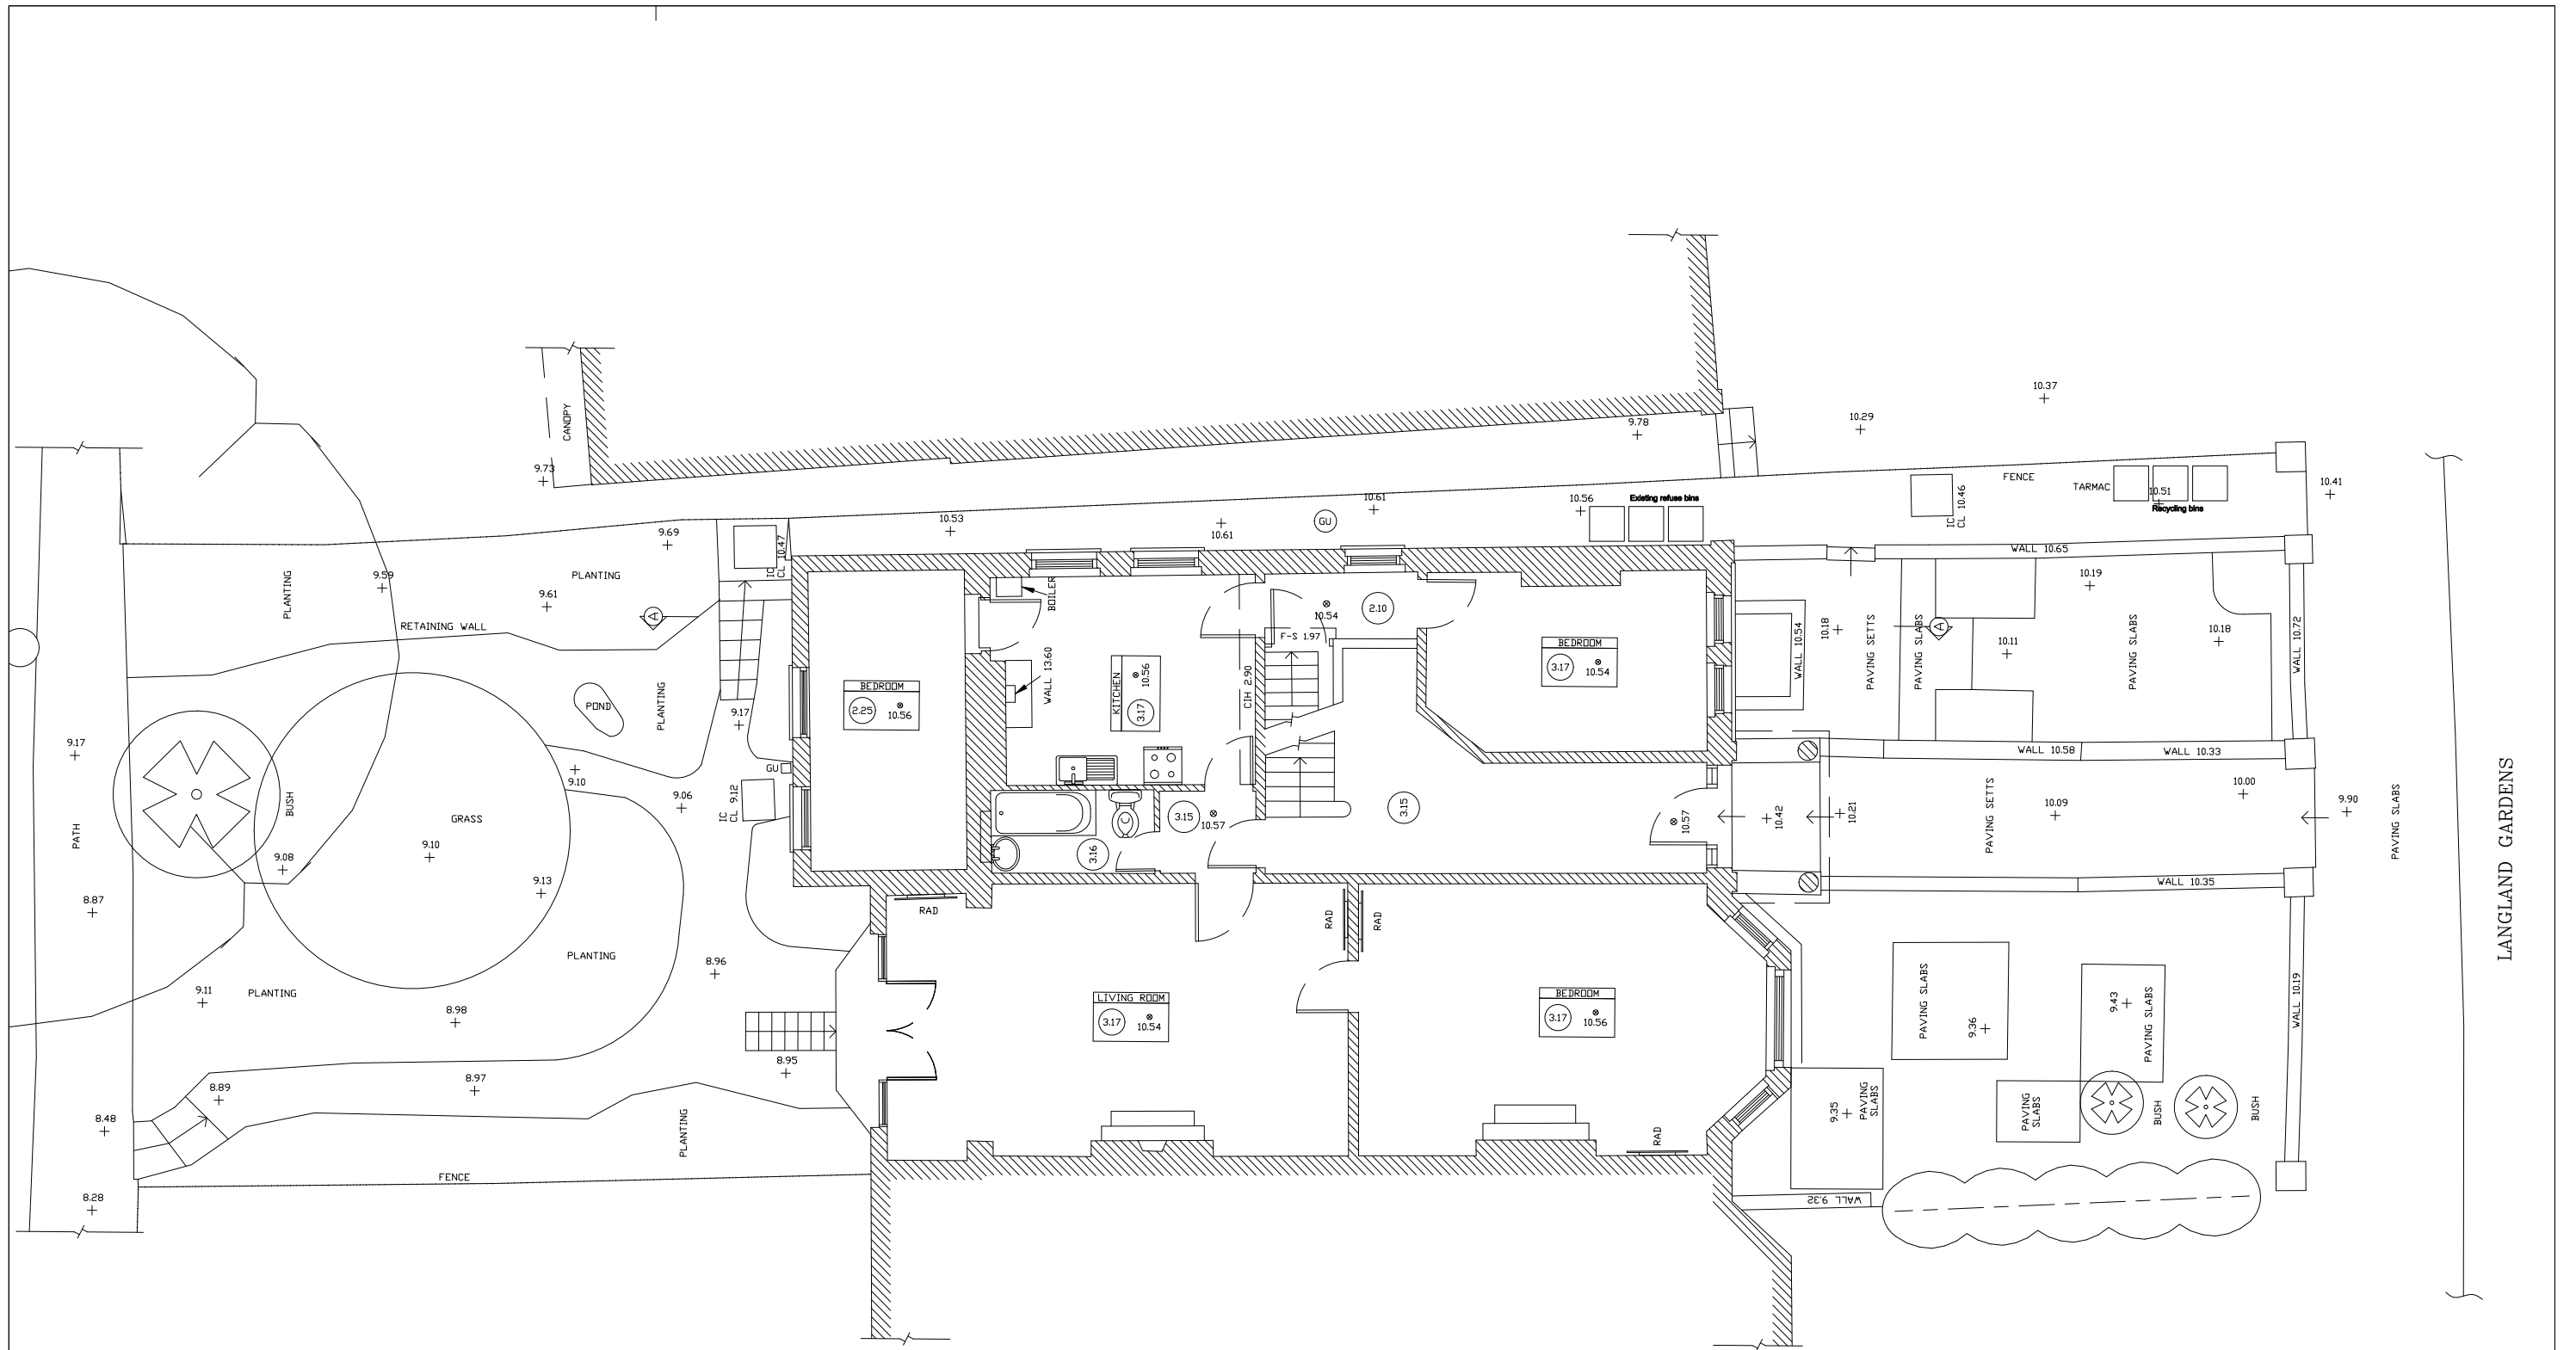 10.37
10.29
9.78
CANOPY
9.73
FENCE
TARMAC
10.51
Recycling bins
10.41
IC
CL 10.46
10.61
10.56
Existing refuse bins
GU
10.53
10.61
9.69
IC
CL 10.47
WALL 10.65
PLANTING
9.59
PLANTING
9.61
A
RETAINING WALL
BOILER
10.54
2.10
F-S 1.97
BEDROOM
3.17
10.54
WALL 10.54
10.18
PAVING SETTS
PAVING SLABS
A
10.19
10.11
PAVING SLABS
10.18
WALL 10.72
WALL 13.60
KITCHEN
10.56
3.17
CIH 2.90
BEDROOM
2.25
10.56
POND
PLANTING
9.17
9.17
GU
9.10
9.06
IC
CL 9.12
BUSH
GRASS
9.10
9.08
9.13
PATH
8.87
3.15
10.57
3.16
3.15
10.57
10.42
10.21
WALL 10.58
WALL 10.33
PAVING SETTS
10.09
10.00
9.90
PAVING SLABS
LANGLAND GARDENS
WALL 10.35
RAD
RAD
RAD
PLANTING
8.96
9.11
PLANTING
8.98
8.95
LIVING ROOM
3.17
10.54
BEDROOM
3.17
10.56
PAVING SLABS
9.36
9.43
PAVING SLABS
WALL 10.19
8.89
8.97
8.48
PLANTING
9.35
PAVING
SLABS
PAVING
SLABS
BUSH
BUSH
RAD
FENCE
8.28
WALL 9.32